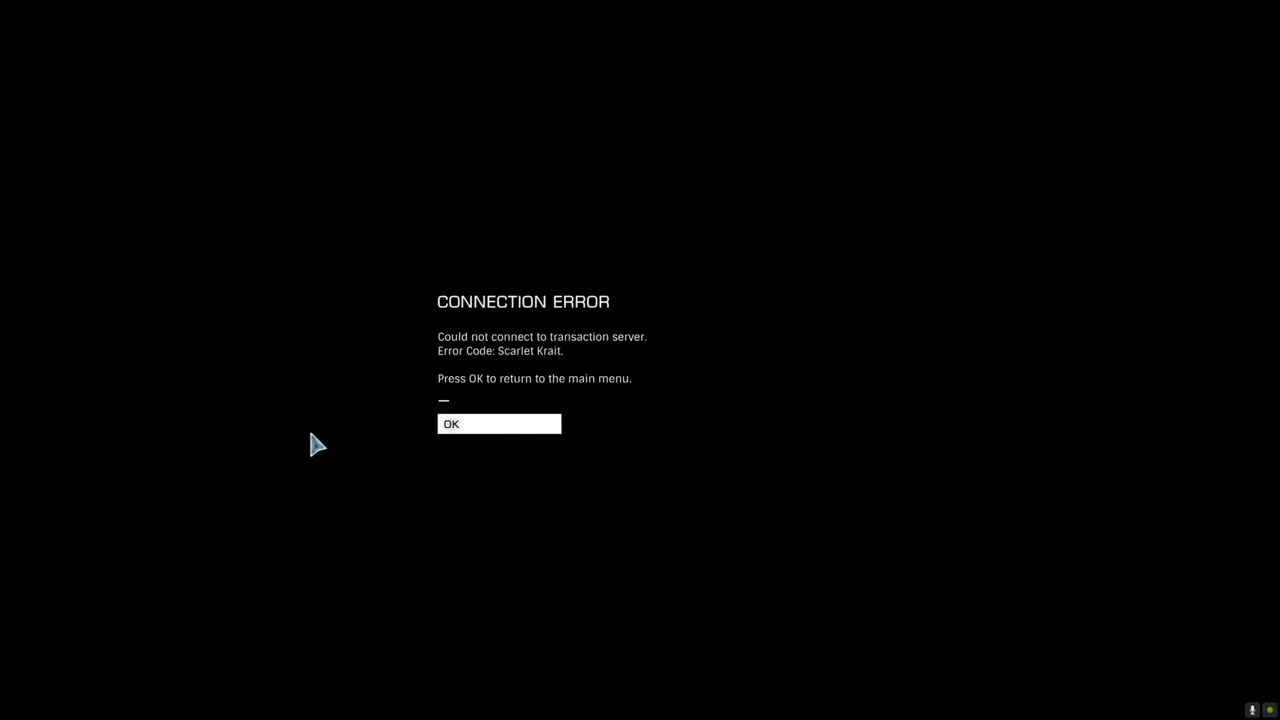 CONNECTION ERROR
Could not connect to transaction server.
Error Code: Scarlet Krait.
Press OK to return to the main menu.
OK